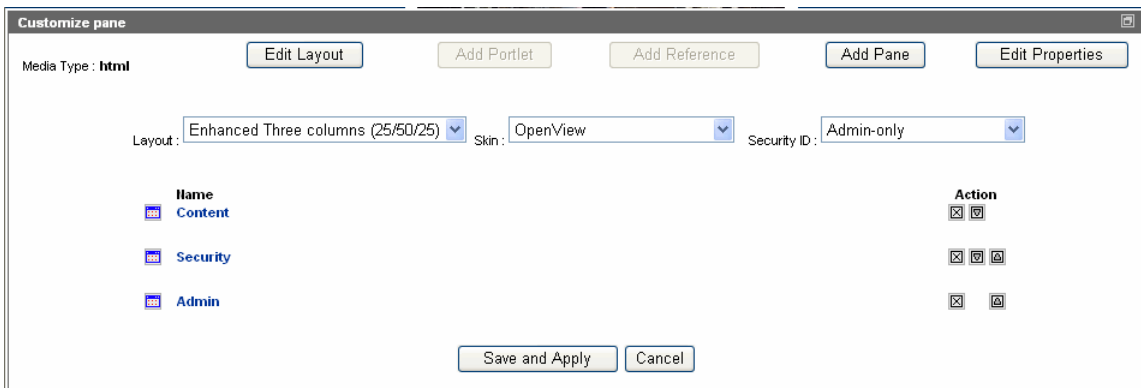 Customize pane
Media Type : html Edit Layout Add Portlet Add Reference Add Pane Edit Properties
Layout : Enhanced Three columns (25/50/25) Skin : OpenView Security ID : Admin-only
Name Action
Content
Security
Admin
Save and Apply Cancel